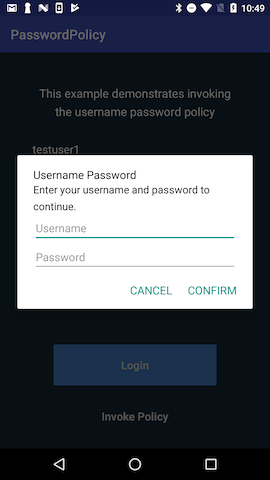 10:49
PasswordPolicy
This example demonstrates invoking
the username password policy
testuser1
Username Password
Enter your username and password to
continue.
Username
Password
CANCEL CONFIRM
Login
Invoke Policy